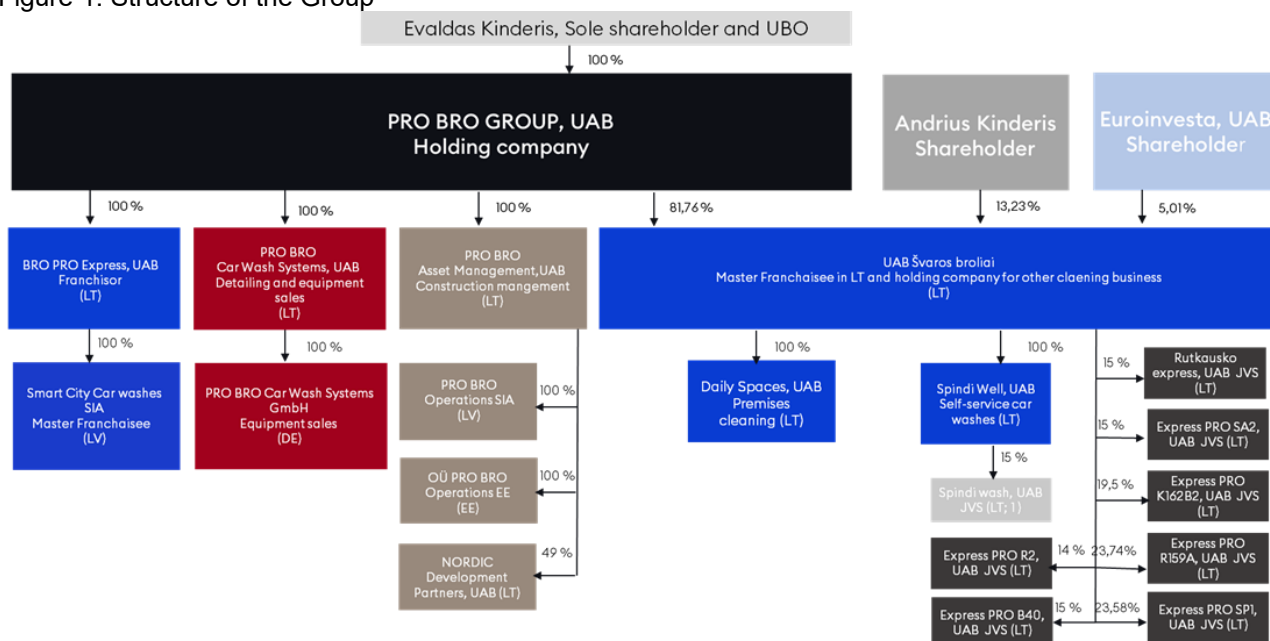 Figure 1: Structure of the Group
Evaldas Kinderis, Sole shareholder and UBO
100 %
PRO BRO GROUP, UAB
Holding company
Andrius Kinderis
Shareholder
Euroinvesta, UAB
Shareholder
100 %
100 %
100 %
81,76%
13,23%
5,01%
BRO PRO Express, UAB
Franchisor
(LT)
PRO BRO
Car Wash Systems, UAB
Detailing and equipment
sales
(LT)
PRO BRO
Asset Management,UAB
Construction mangement
(LT)
UAB Švaros broliai
Master Franchaisee in LT and holding company for other claening business
(LT)
100 %
100 %
100 %
100 %
Smart City Car washes
SIA
Master Franchaisee
(LV)
PRO BRO Car Wash Systems
GmbH
Equipment sales
(DE)
PRO BRO
Operations SIA
(LV)
100 %
OÜ PRO BRO
Operations EE
(EE)
100 %
NORDIC
Development
Partners, UAB (LT)
49 %
Daily Spaces, UAB
Premises
cleaning (LT)
Spindi Well, UAB
Self-service car
washes (LT)
15 %
Spindi wash, UAB
JVS (LT; 1)
15 %
Rutkausko
express, UAB JVS
(LT)
15 %
Express PRO SA2,
UAB JVS (LT)
19,5 %
Express PRO
K162B2, UAB JVS
(LT)
Express PRO R2,
UAB JVS (LT)
14 %
23,74%
Express PRO
R159A, UAB JVS
(LT)
Express PRO B40,
UAB JVS (LT)
15 %
23,58%
Express PRO SP1,
UAB JVS (LT)